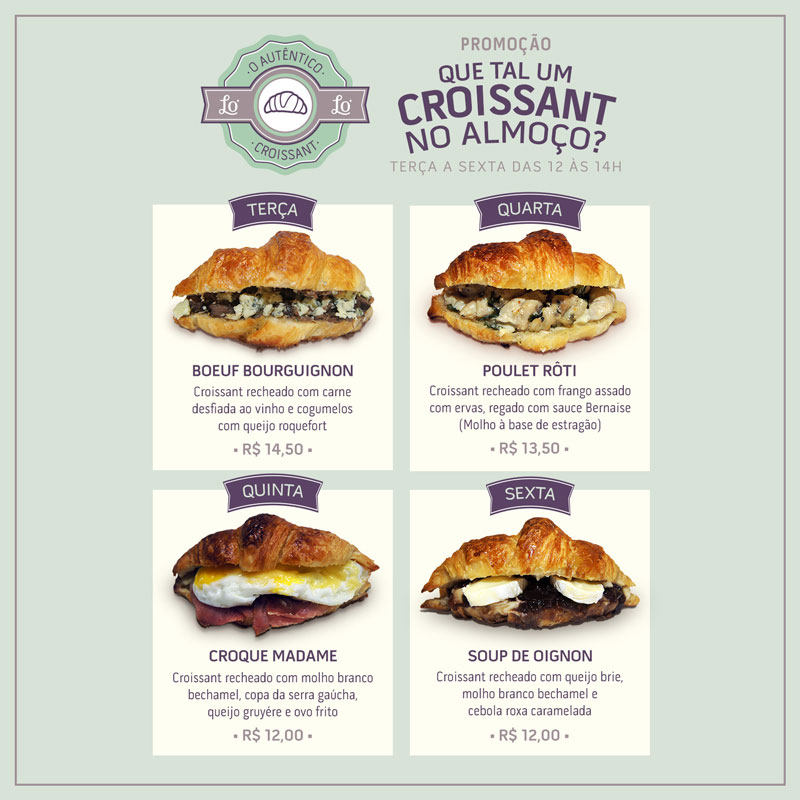 O AUTÊNTICO
Lo Lo
CROISSANT
PROMOÇÃO
QUE TAL UM
CROISSANT
NO ALMOÇO?
TERÇA A SEXTA DAS 12 ÀS 14H
TERÇA
BOEUF BOURGUIGNON
Croissant recheado com carne
desfiada ao vinho e cogumelos
com queijo roquefort
• R$ 14,50 •
QUARTA
POULET RÔTI
Croissant recheado com frango assado
com ervas, regado com sauce Bernaise
(Molho à base de estragão)
• R$ 13,50 •
QUINTA
CROQUE MADAME
Croissant recheado com molho branco
bechamel, copa da serra gaúcha,
queijo gruyére e ovo frito
• R$ 12,00 •
SEXTA
SOUP DE OIGNON
Croissant recheado com queijo brie,
molho branco bechamel e
cebola roxa caramelada
• R$ 12,00 •